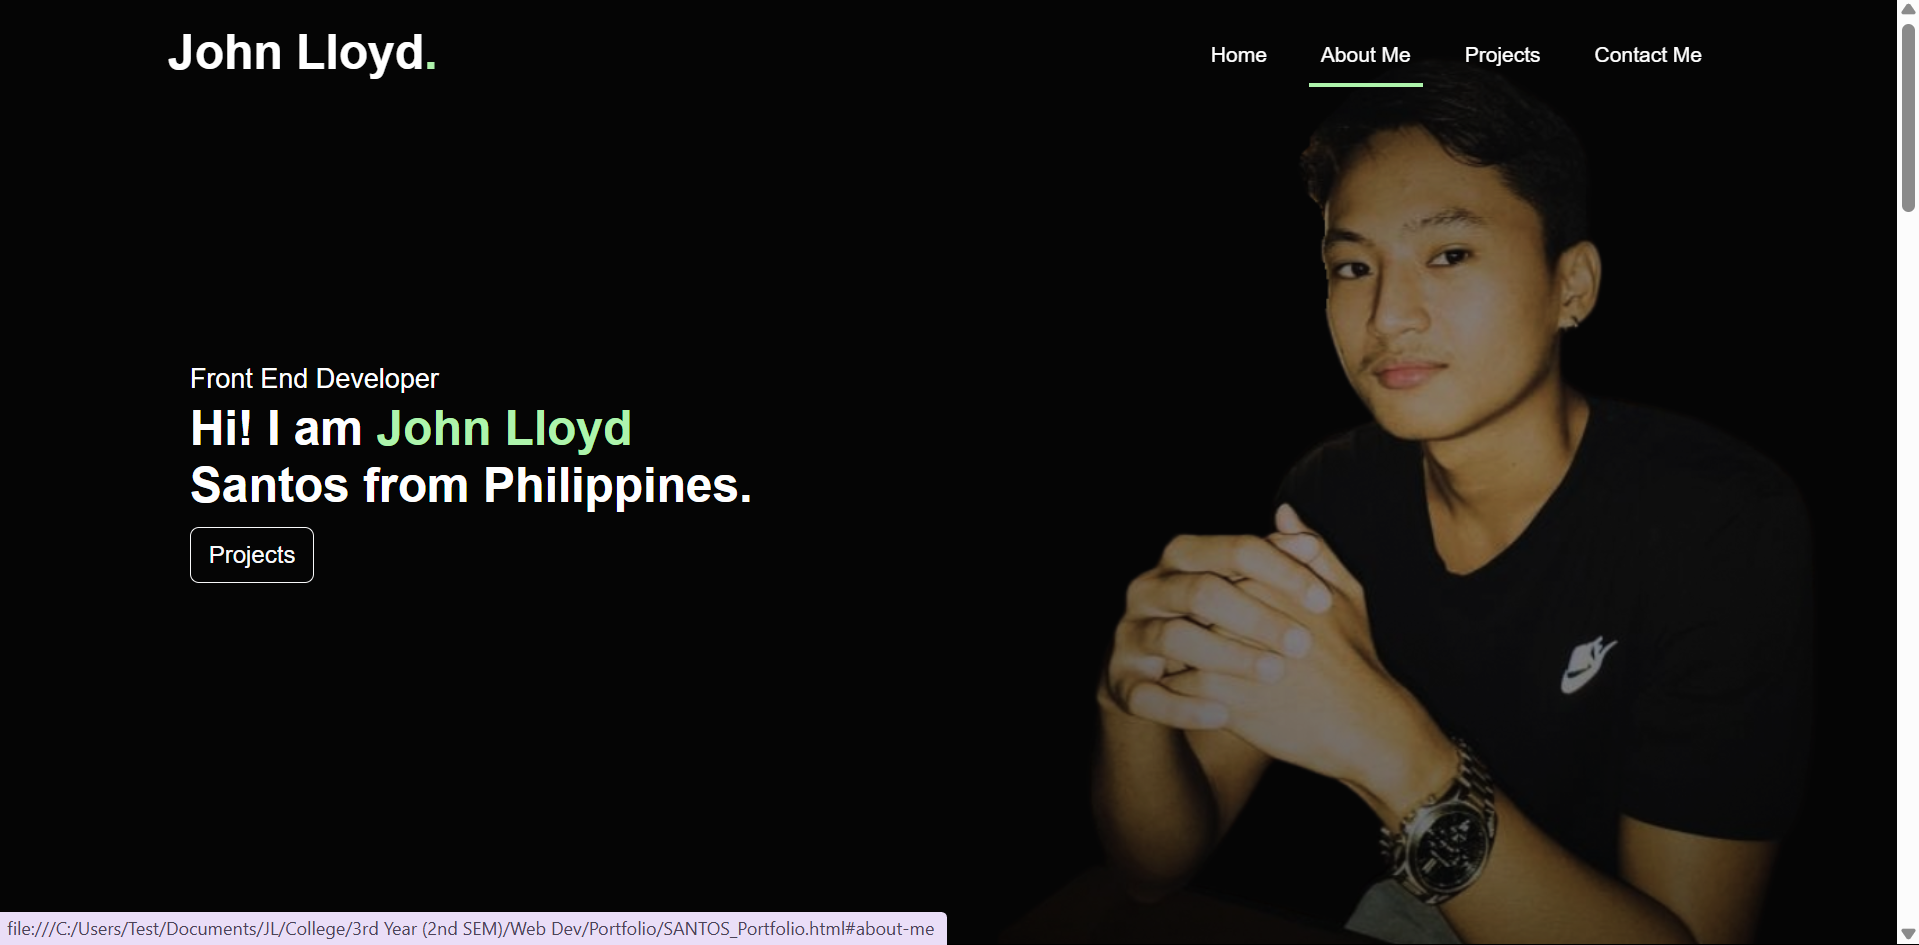 John Lloyd.
Home About Me Projects Contact Me
Front End Developer
Hi! I am John Lloyd
Santos from Philippines.
Projects
file:///C:/Users/Test/Documents/JL/College/3rd Year (2nd SEM)/Web Dev/Portfolio/SANTOS_Portfolio.html#about-me